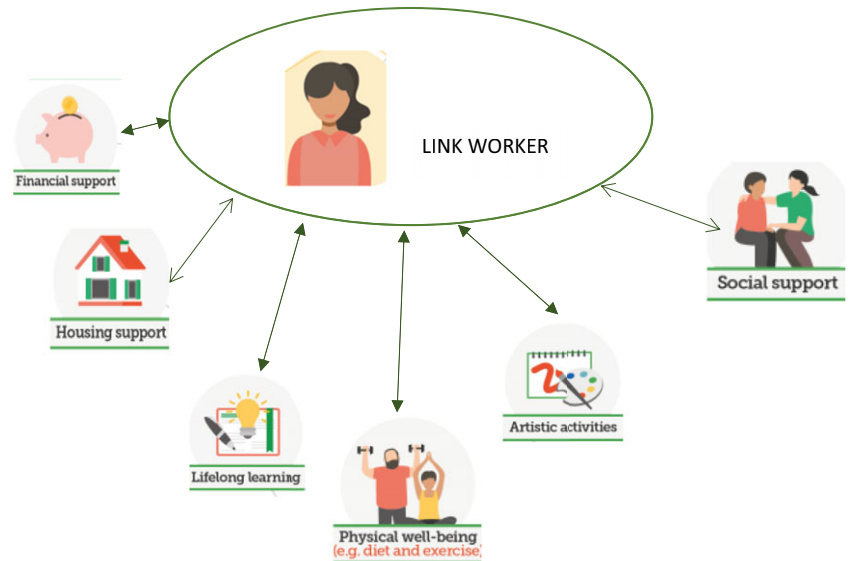 LINK WORKER
Financial support
Housing support
Social support
Lifelong learning
Artistic activities
Physical well-being
(e.g. diet and exercise)